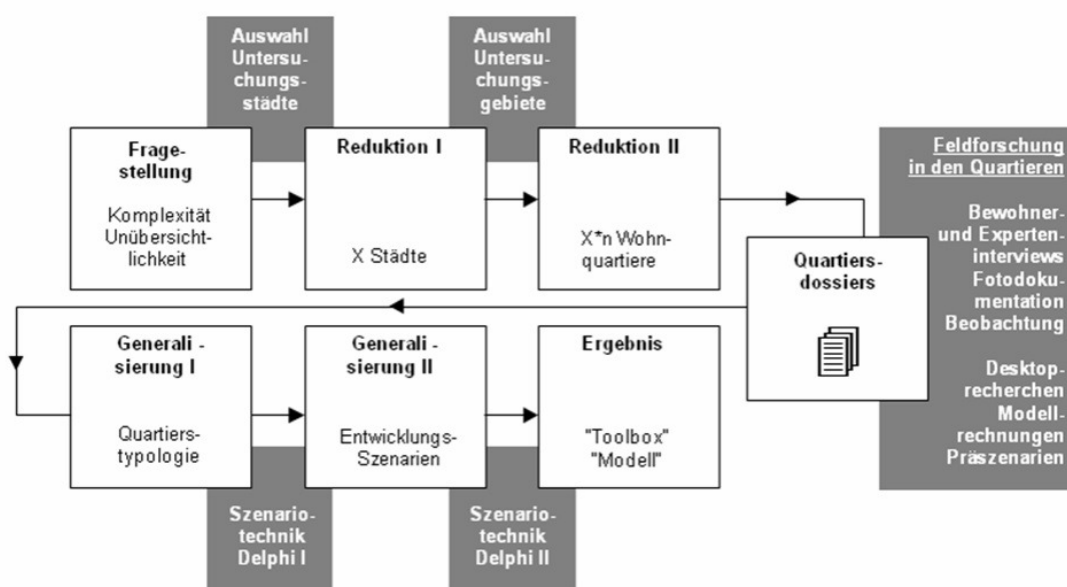 Auswahl
Untersu-
chungs-
städte
Auswahl
Untersu-
chungs-
gebiete
Frage-
stellung
Komplexität
Unübersicht-
lichkeit
Reduktion I
X Städte
Reduktion II
X*n Wohn-
quartiere
Quartiers-
dossiers
Feldforschung
in den Quartieren
Bewohner-
und Experten-
interviews
Fotodoku-
mentation
Beobachtung
Desktop-
recherchen
Modell-
rechnungen
Präszenarien
Generali -
sierung I
Quartiers-
typologie
Generali -
sierung II
Entwicklungs-
Szenarien
Ergebnis
"Toolbox"
"Modell"
Szenario-
technik
Delphi I
Szenario-
technik
Delphi II